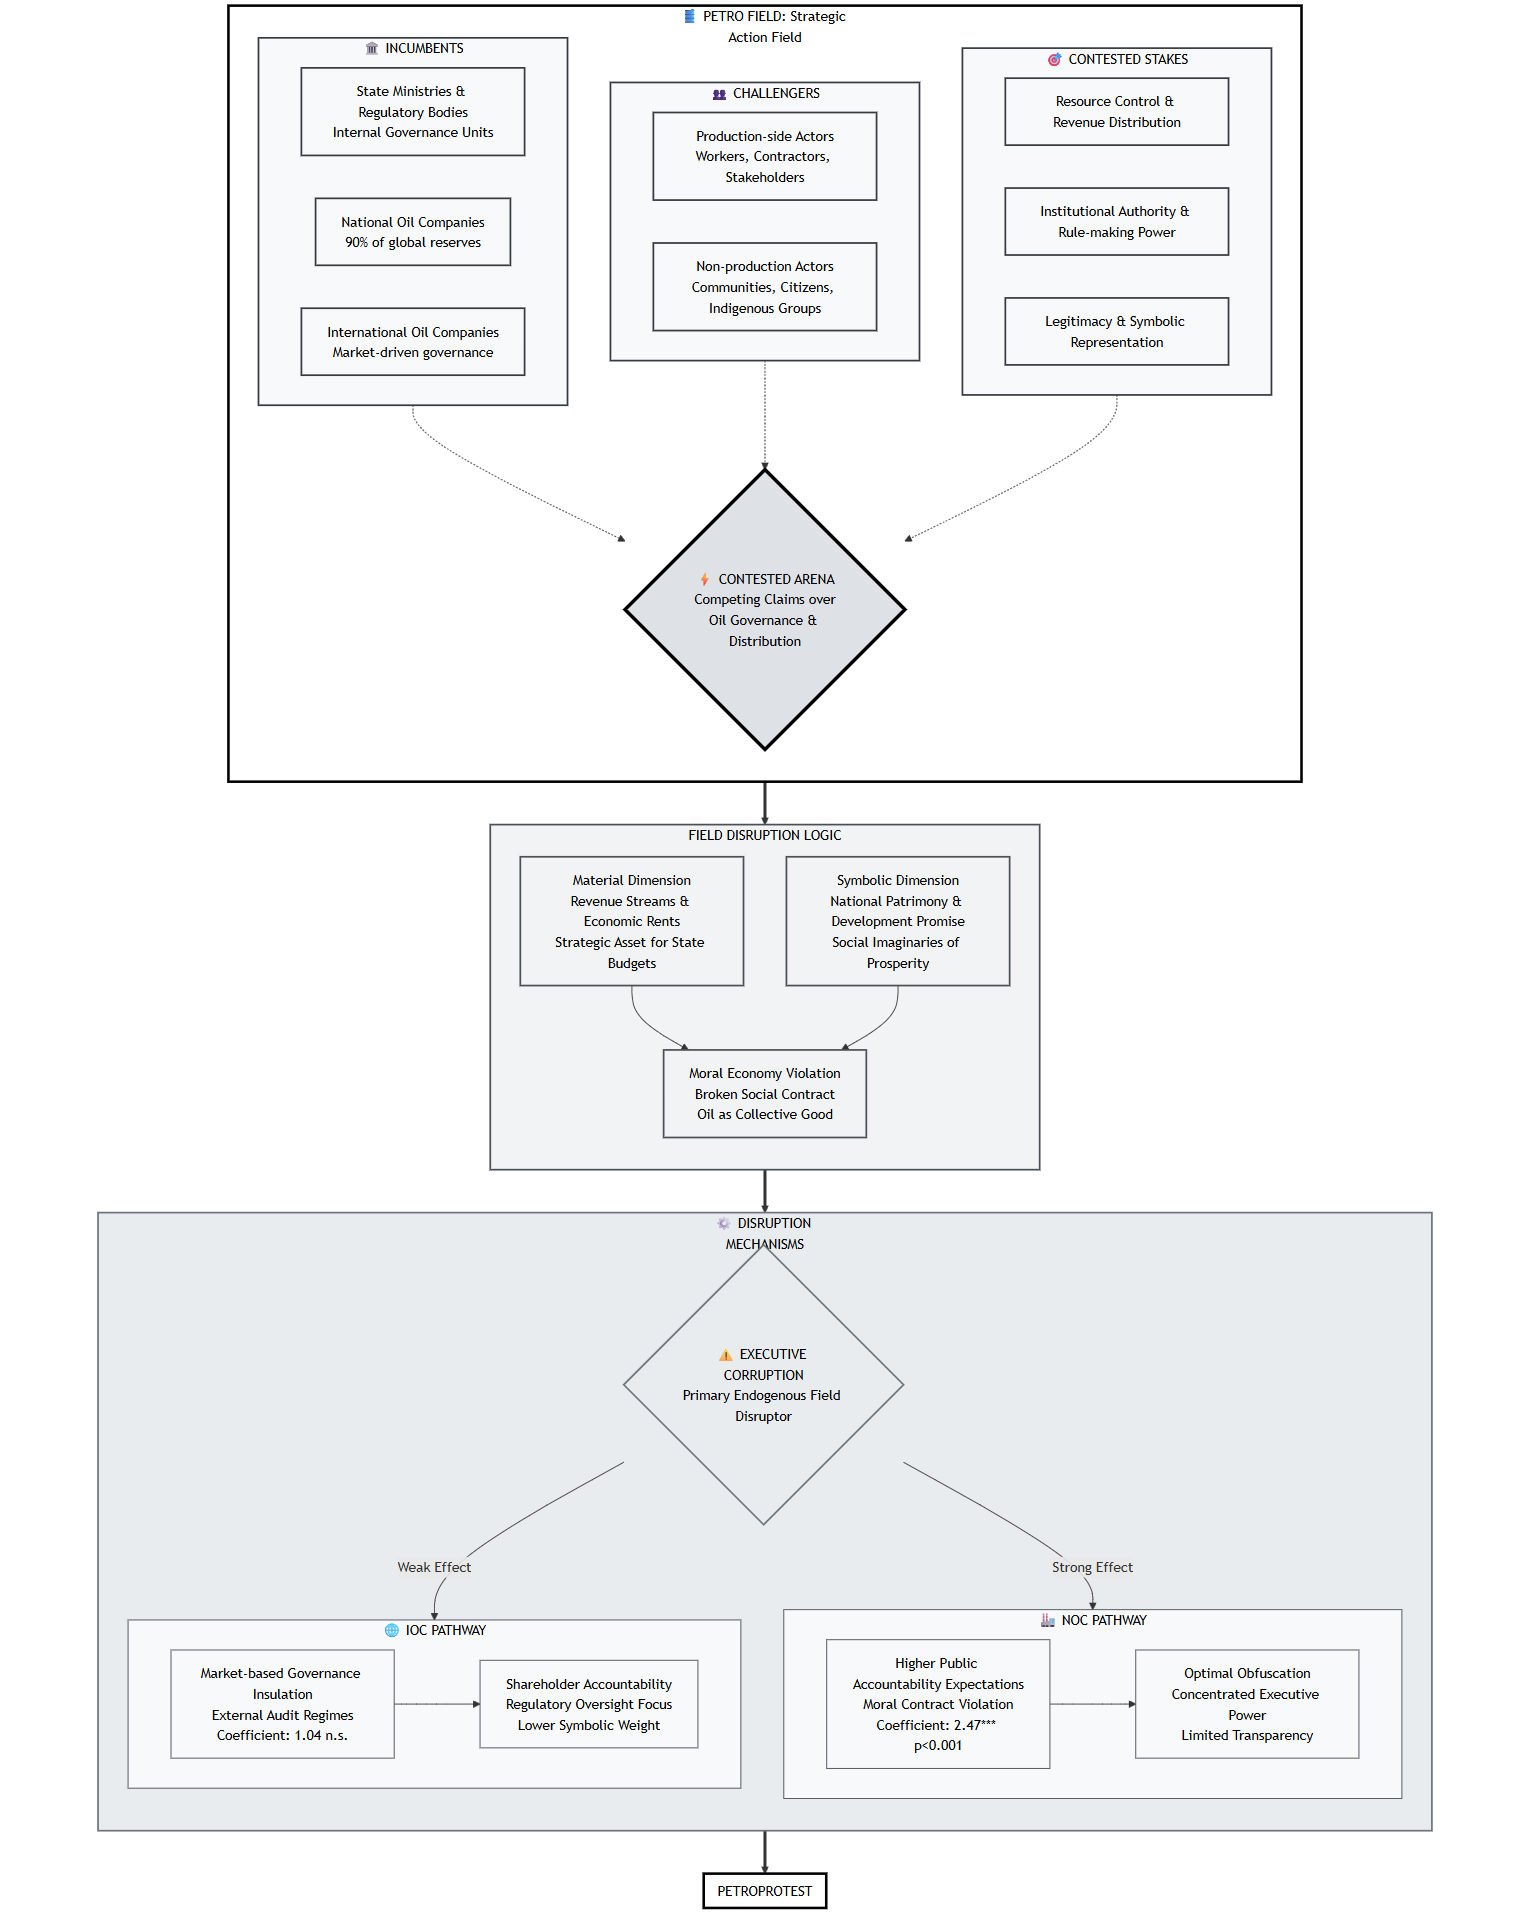 PETRO FIELD: Strategic
Action Field
INCUMBENTS
State Ministries &
Regulatory Bodies
Internal Governance Units
National Oil Companies
90% of global reserves
International Oil Companies
Market-driven governance
CHALLENGERS
Production-side Actors
Workers, Contractors,
Stakeholders
Non-production Actors
Communities, Citizens,
Indigenous Groups
CONTESTED STAKES
Resource Control &
Revenue Distribution
Institutional Authority &
Rule-making Power
Legitimacy & Symbolic
Representation
CONTESTED ARENA
Competing Claims over
Oil Governance &
Distribution
FIELD DISRUPTION LOGIC
Material Dimension
Revenue Streams &
Economic Rents
Strategic Asset for State
Budgets
Symbolic Dimension
National Patrimony &
Development Promise
Social Imaginaries of
Prosperity
Moral Economy Violation
Broken Social Contract
Oil as Collective Good
DISRUPTION
MECHANISMS
EXECUTIVE
CORRUPTION
Primary Endogenous Field
Disruptor
Weak Effect
Strong Effect
IOC PATHWAY
Market-based Governance
Insulation
External Audit Regimes
Coefficient: 1.04 n.s.
Shareholder Accountability
Regulatory Oversight Focus
Lower Symbolic Weight
NOC PATHWAY
Higher Public
Accountability Expectations
Moral Contract Violation
Coefficient: 2.47***
p<0.001
Optimal Obfuscation
Concentrated Executive
Power
Limited Transparency
PETROPROTEST